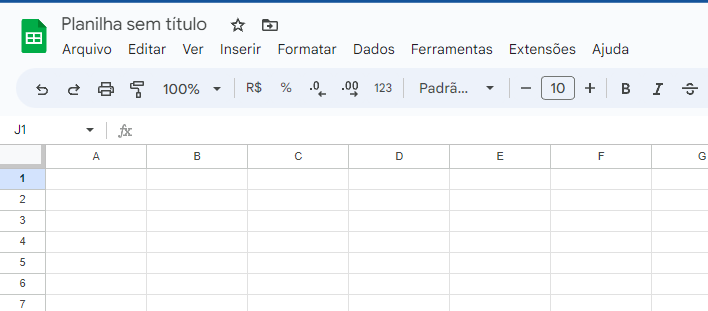 Planilha sem título
Arquivo Editar Ver Inserir Formatar Dados Ferramentas Extensões Ajuda
100% R$ % .0 .00 123 Padrã... 10 B I S
J1 fx
A B C D E F G
1
2
3
4
5
6
7